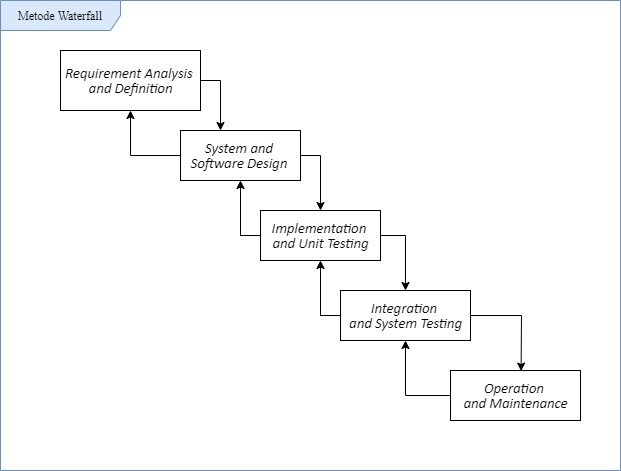 Metode Waterfall
Requirement Analysis
and Definition
System and
Software Design
Implementation
and Unit Testing
Integration
and System Testing
Operation
and Maintenance